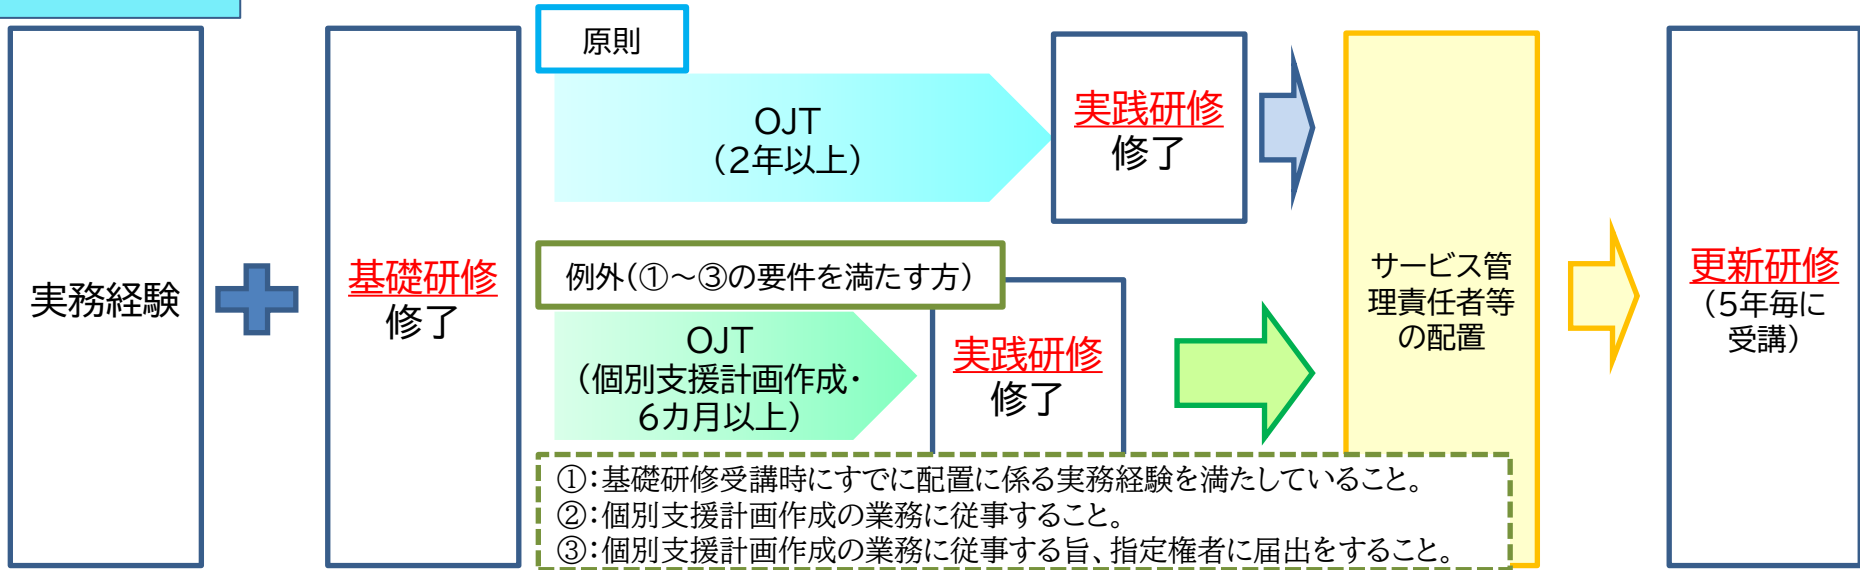 実務経験
基礎研修
修了
原則
OJT
(2年以上)
実践研修
修了
例外(①～③の要件を満たす方)
OJT
(個別支援計画作成・
6カ月以上)
実践研修
修了
①:基礎研修受講時にすでに配置に係る実務経験を満たしていること。
②:個別支援計画作成の業務に従事すること。
③:個別支援計画作成の業務に従事する旨、指定権者に届出をすること。
サービス管
理責任者等
の配置
更新研修
(5年毎に
受講)